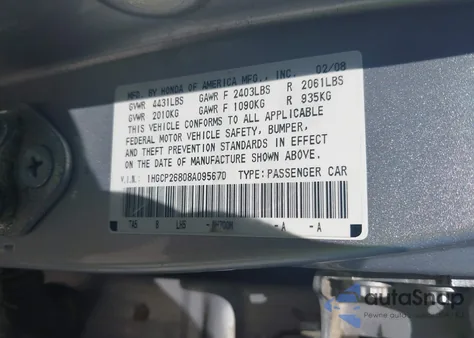 MFD. BY HONDA OF AMERICA MFG., INC. 02/08
GVWR 4431LBS GAWR F 2403LBS R 2061LBS
GVWR 2010KG GAWR F 1090KG R 935KG
THIS VEHICLE CONFORMS TO ALL APPLICABLE
FEDERAL MOTOR VEHICLE SAFETY, BUMPER,
AND THEFT PREVENTION STANDARDS IN EFFECT
ON THE DATE OF MANUFACTURE SHOWN ABOVE.
V.I.N.: 1HGCP26808A095670 TYPE:PASSENGER CAR
-A -A
autoSnap
Pewne auta